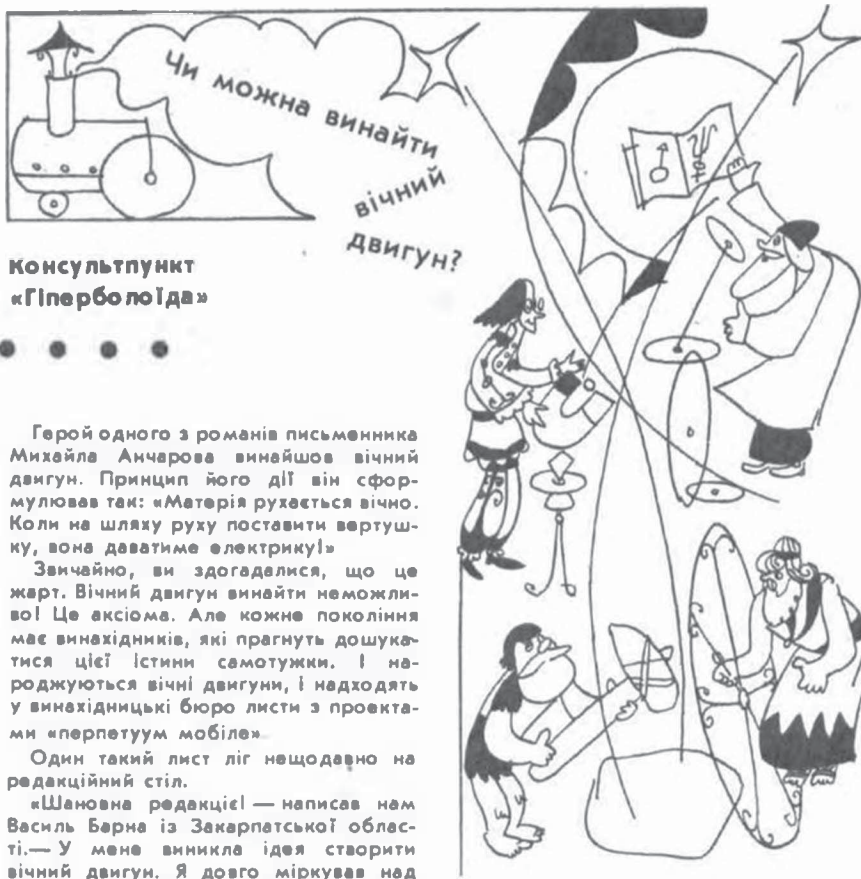 Чи можна винайти
вічний
двигун?
Консультпункт
«Гіперболоїда»
Герой одного з романів письменника
Михайла Анчарова винайшов вічний
двигун. Принцип його дії він сфор-
мулював так: «Матерія рухається вічно.
Коли на шляху руху поставити вертуш-
ку, вона даватиме електрику!»
Звичайно, ви здогадалися, що це
жарт. Вічний двигун винайти неможли-
во! Це аксіома. Але кожне покоління
має винахідників, які прагнуть дошука-
тися цієї істини самотужки. І на-
роджуються вічні двигуни, і надходять
у винахідницькі бюро листи з проекта-
ми «перпетуум мобіле»
Один такий лист ліг нещодавно на
редакційний стіл.
«Шановна редакціє! — написав нам
Василь Барна із Закарпатської облас-
ті.— У мене виникла ідея створити
вічний двигун. Я довго міркував над